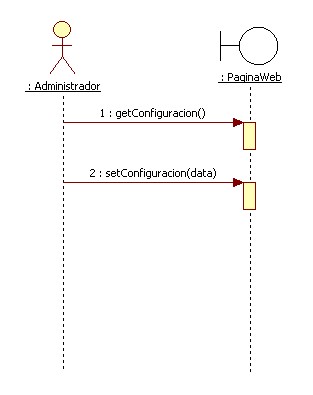 : Administrador
: PaginaWeb
1 : getConfiguracion()
2 : setConfiguracion(data)